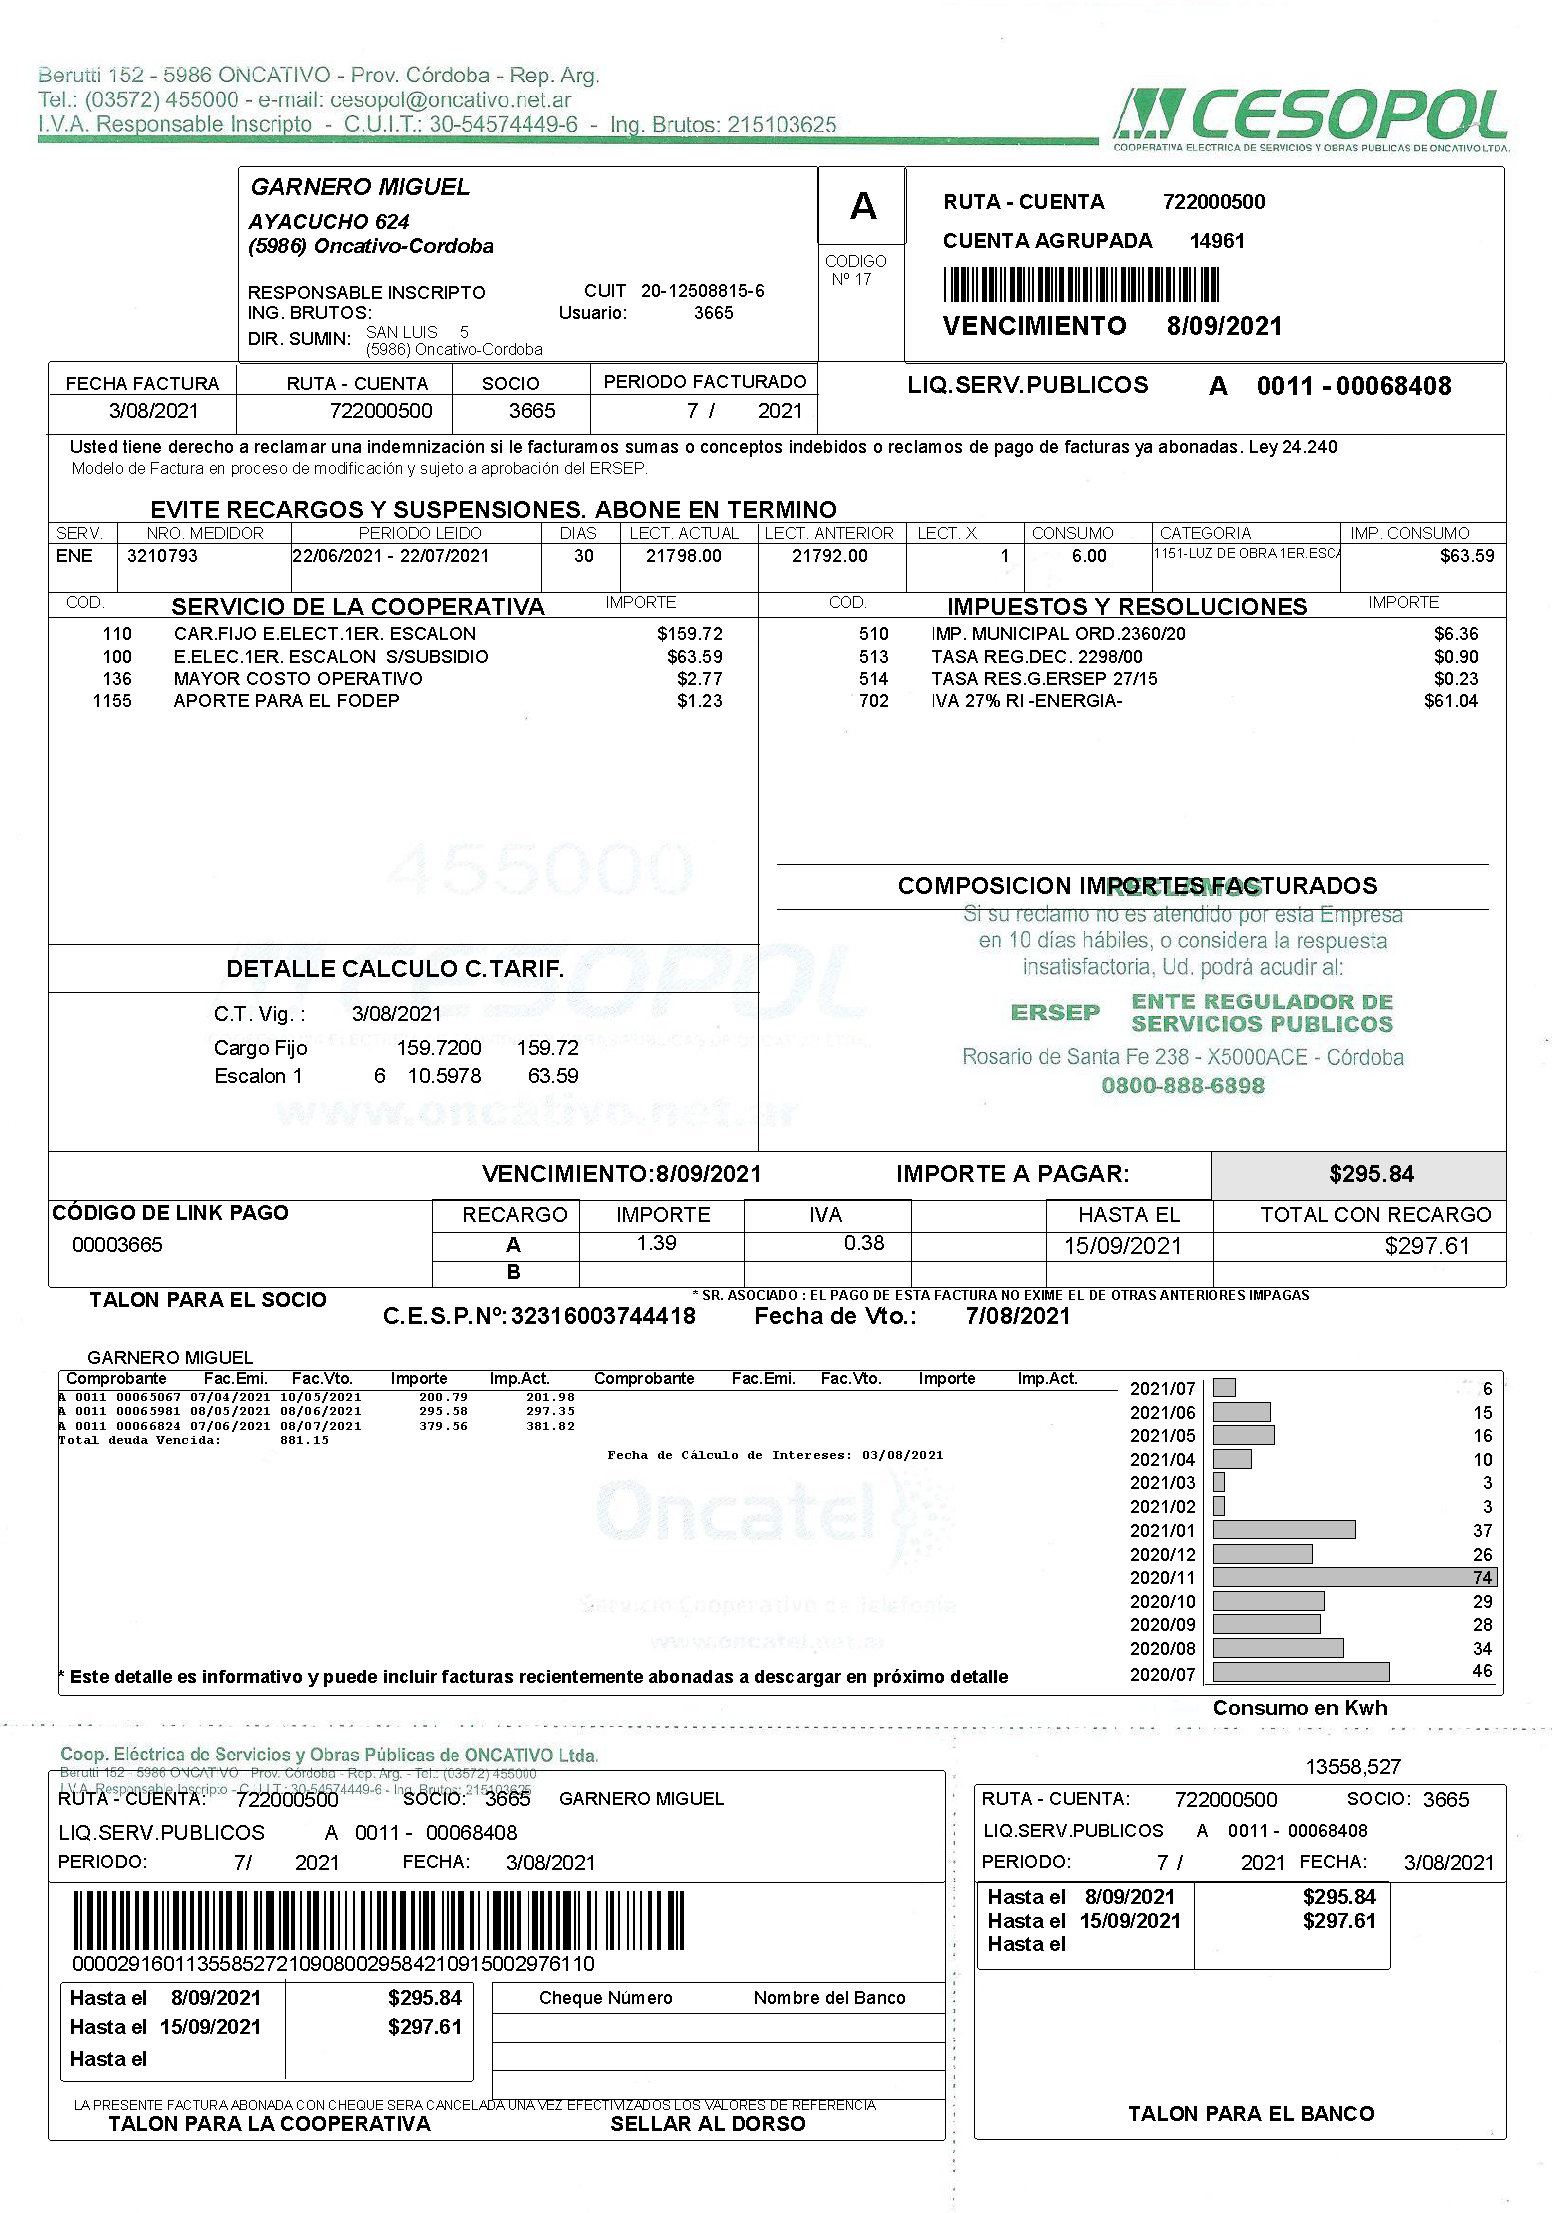 Berutti 152 - 5986 ONCATIVO - Prov. Córdoba - Rep. Arg.
Tel.: (03572) 455000 - e-mail: cesopol@oncativo.net.ar
I.V.A. Responsable Inscripto - C.U.I.T.: 30-54574449-6 - Ing. Brutos: 215103625
CESOPOL
COOPERATIVA ELECTRICA DE SERVICIOS Y OBRAS PUBLICAS DE ONCATIVO LTDA.
GARNERO MIGUEL
AYACUCHO 624
(5986) Oncativo-Cordoba
RESPONSABLE INSCRIPTO CUIT 20-12508815-6
ING. BRUTOS: Usuario: 3665
DIR. SUMIN: SAN LUIS 5
(5986) Oncativo-Cordoba
A
CODIGO
Nº 17
RUTA - CUENTA 722000500
CUENTA AGRUPADA 14961
VENCIMIENTO 8/09/2021
FECHA FACTURA RUTA - CUENTA SOCIO PERIODO FACTURADO
3/08/2021 722000500 3665 7 / 2021
LIQ.SERV.PUBLICOS A 0011 - 00068408
Usted tiene derecho a reclamar una indemnización si le facturamos sumas o conceptos indebidos o reclamos de pago de facturas ya abonadas. Ley 24.240
Modelo de Factura en proceso de modificación y sujeto a aprobación del ERSEP.
EVITE RECARGOS Y SUSPENSIONES. ABONE EN TERMINO
SERV. NRO. MEDIDOR PERIODO LEIDO DIAS LECT. ACTUAL LECT. ANTERIOR LECT. X CONSUMO CATEGORIA IMP. CONSUMO
ENE 3210793 22/06/2021 - 22/07/2021 30 21798.00 21792.00 1 6.00 1151-LUZ DE OBRA 1ER.ESCA $63.59
COD. SERVICIO DE LA COOPERATIVA IMPORTE
110 CAR.FIJO E.ELECT.1ER. ESCALON $159.72
100 E.ELEC.1ER. ESCALON S/SUBSIDIO $63.59
136 MAYOR COSTO OPERATIVO $2.77
1155 APORTE PARA EL FODEP $1.23
COD. IMPUESTOS Y RESOLUCIONES IMPORTE
510 IMP. MUNICIPAL ORD.2360/20 $6.36
513 TASA REG.DEC. 2298/00 $0.90
514 TASA RES.G.ERSEP 27/15 $0.23
702 IVA 27% RI -ENERGIA- $61.04
455000
CESOPOL
www.oncativo.net.ar
DETALLE CALCULO C.TARIF.
C.T. Vig. : 3/08/2021
Cargo Fijo 159.7200 159.72
Escalon 1 6 10.5978 63.59
COMPOSICION IMPORTES FACTURADOS
RECLAMOS
Si su reclamo no es atendido por esta Empresa
en 10 días hábiles, o considera la respuesta
insatisfactoria, Ud. podrá acudir al:
ERSEP ENTE REGULADOR DE
SERVICIOS PUBLICOS
Rosario de Santa Fe 238 - X5000ACE - Córdoba
0800-888-6898
VENCIMIENTO:8/09/2021 IMPORTE A PAGAR: $295.84
CÓDIGO DE LINK PAGO
00003665
RECARGO IMPORTE IVA HASTA EL TOTAL CON RECARGO
A 1.39 0.38 15/09/2021 $297.61
B
TALON PARA EL SOCIO
* SR. ASOCIADO : EL PAGO DE ESTA FACTURA NO EXIME EL DE OTRAS ANTERIORES IMPAGAS
C.E.S.P.Nº: 32316003744418 Fecha de Vto.: 7/08/2021
GARNERO MIGUEL
Comprobante Fac.Emi. Fac.Vto. Importe Imp.Act. Comprobante Fac.Emi. Fac.Vto. Importe Imp.Act.
A 0011 00065067 07/04/2021 10/05/2021 200.79 201.98
A 0011 00065981 08/05/2021 08/06/2021 295.58 297.35
A 0011 00066824 07/06/2021 08/07/2021 379.56 381.82
Total deuda Vencida: 881.15
Fecha de Cálculo de Intereses: 03/08/2021
Oncatel
Servicio Cooperativo de Telefonía
www.oncatel.net.ar
* Este detalle es informativo y puede incluir facturas recientemente abonadas a descargar en próximo detalle
2021/07 6
2021/06 15
2021/05 16
2021/04 10
2021/03 3
2021/02 3
2021/01 37
2020/12 26
2020/11 74
2020/10 29
2020/09 28
2020/08 34
2020/07 46
Consumo en Kwh
Coop. Eléctrica de Servicios y Obras Públicas de ONCATIVO Ltda.
Berutti 152 - 5986 ONCATIVO - Prov. Córdoba - Rep. Arg. - Tel.: (03572) 455000
I.V.A. Responsable Inscripto - C.U.I.T.: 30-54574449-6 - Ing. Brutos: 215103625
RUTA - CUENTA: 722000500 SOCIO: 3665 GARNERO MIGUEL
LIQ.SERV.PUBLICOS A 0011 - 00068408
PERIODO: 7/ 2021 FECHA: 3/08/2021
0000291601135585272109080029584210915002976110
Hasta el 8/09/2021 $295.84
Hasta el 15/09/2021 $297.61
Hasta el
Cheque Número Nombre del Banco
LA PRESENTE FACTURA ABONADA CON CHEQUE SERA CANCELADA UNA VEZ EFECTIVIZADOS LOS VALORES DE REFERENCIA
TALON PARA LA COOPERATIVA SELLAR AL DORSO
13558,527
RUTA - CUENTA: 722000500 SOCIO: 3665
LIQ.SERV.PUBLICOS A 0011 - 00068408
PERIODO: 7 / 2021 FECHA: 3/08/2021
Hasta el 8/09/2021 $295.84
Hasta el 15/09/2021 $297.61
Hasta el
TALON PARA EL BANCO